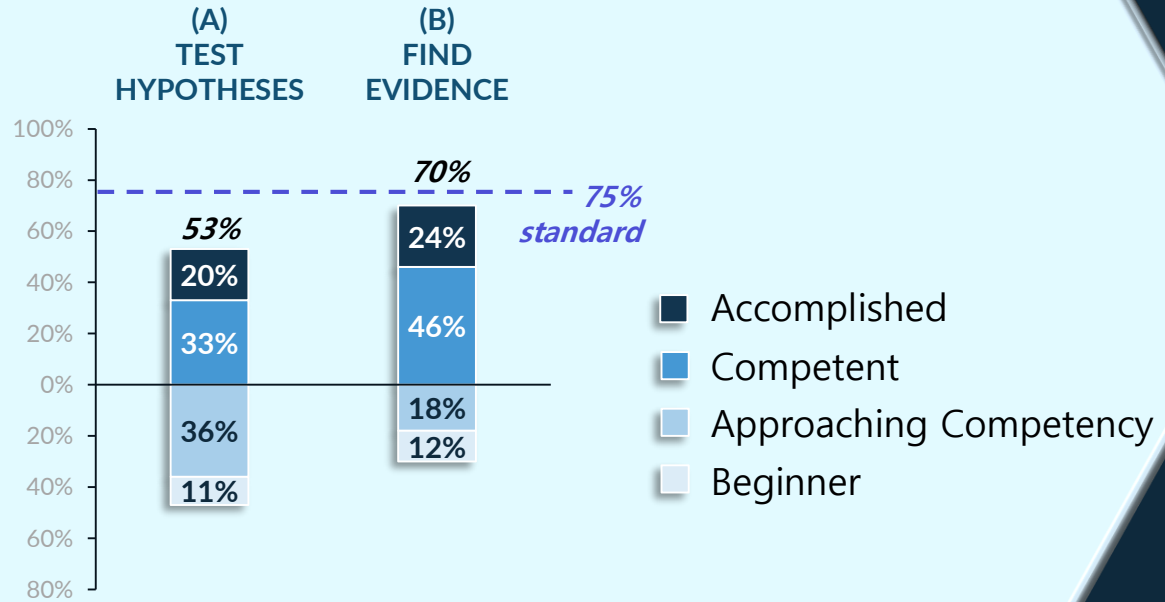 (A)
TEST
HYPOTHESES
(B)
FIND
EVIDENCE
100%
80%
60%
40%
20%
0%
20%
40%
60%
80%
53%
20%
33%
36%
11%
70%
24%
46%
18%
12%
75%
standard
Accomplished
Competent
Approaching Competency
Beginner